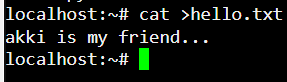 localhost:~# cat >hello.txt
akki is my friend...
localhost:~#